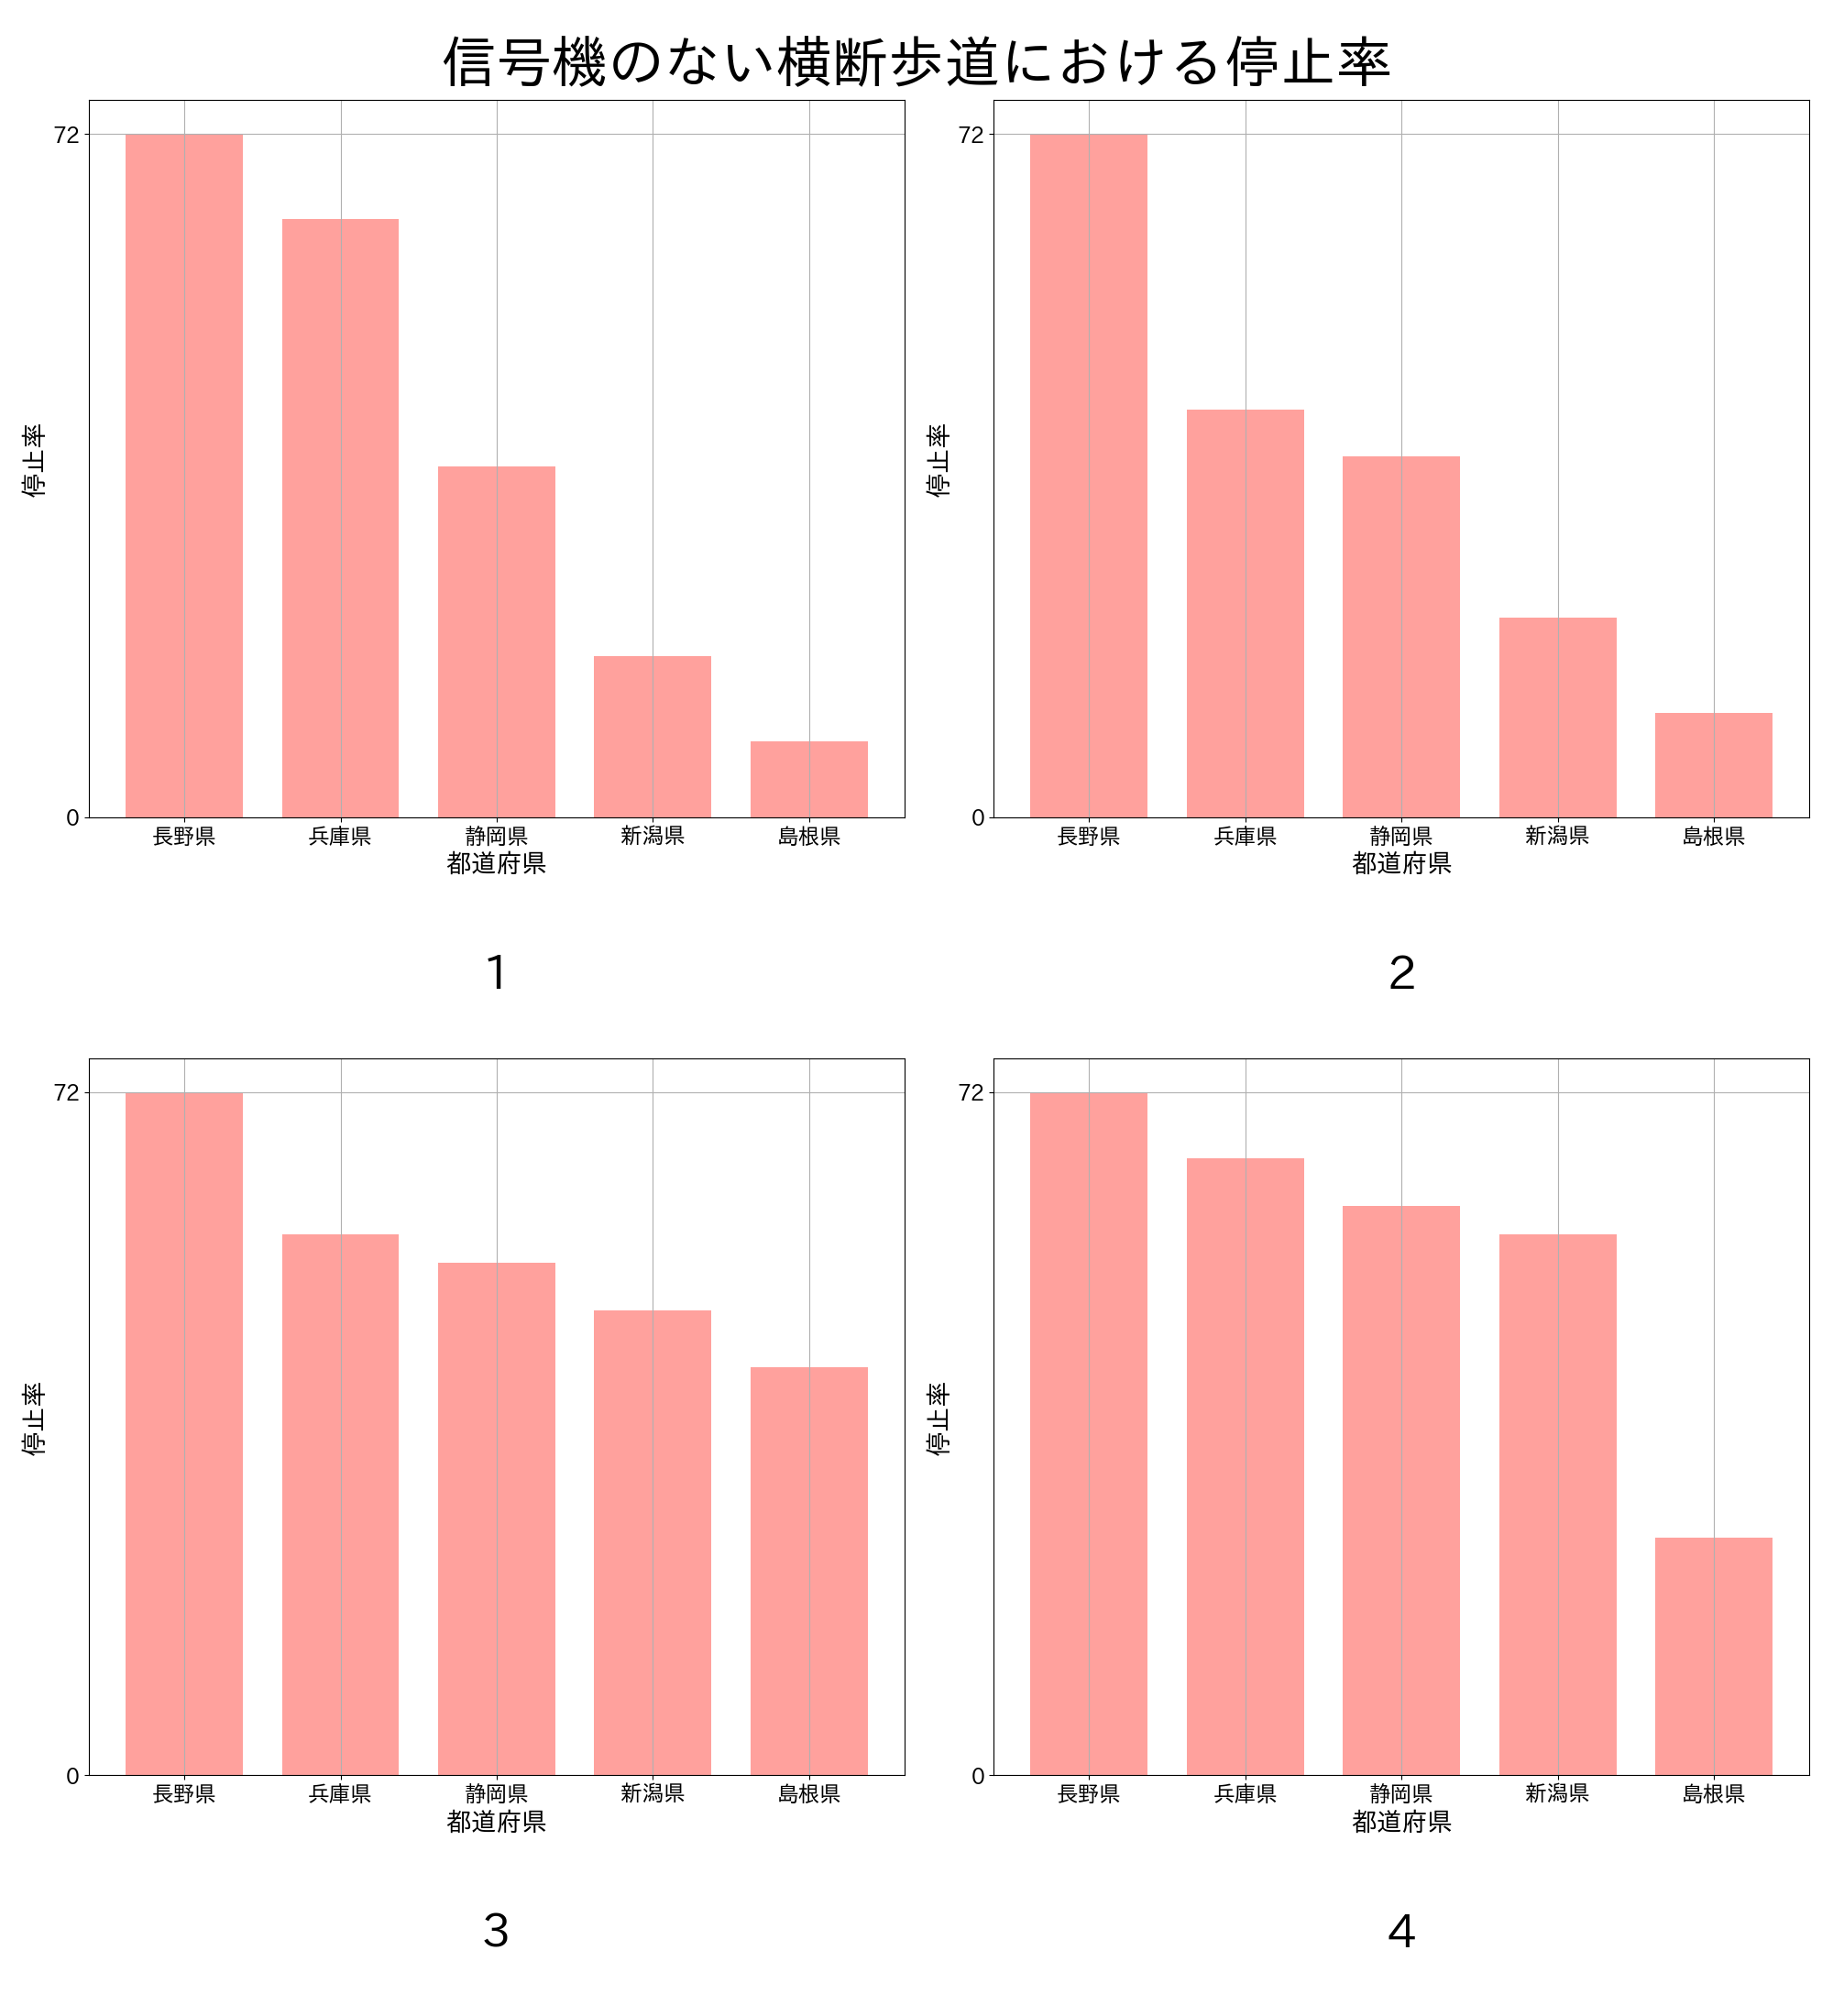 信号機のない横断歩道における停止率
72
0
停止率
長野県 兵庫県 静岡県 新潟県 島根県
都道府県
1
72
0
停止率
長野県 兵庫県 静岡県 新潟県 島根県
都道府県
2
72
0
停止率
長野県 兵庫県 静岡県 新潟県 島根県
都道府県
3
72
0
停止率
長野県 兵庫県 静岡県 新潟県 島根県
都道府県
4